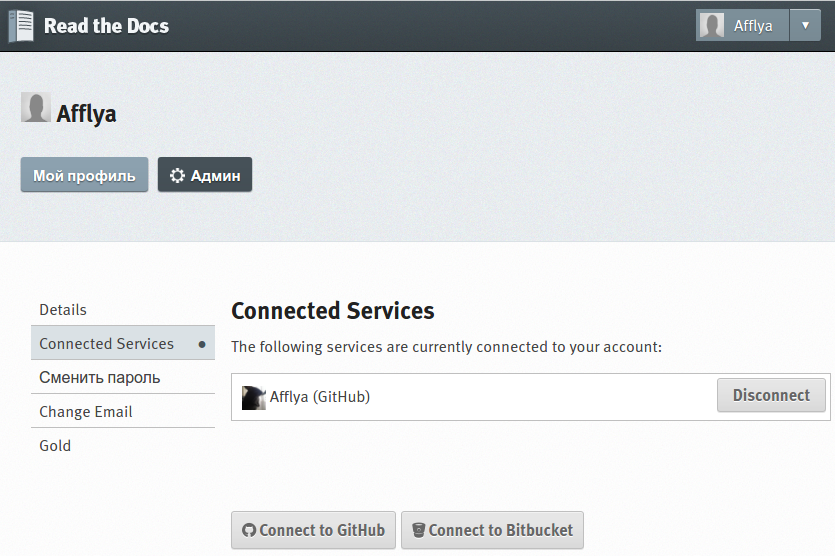 Read the Docs
Afflya
Afflya
Мой профиль
Админ
Details
Connected Services
Сменить пароль
Change Email
Gold
Connected Services
The following services are currently connected to your account:
Afflya (GitHub)
Disconnect
Connect to GitHub
Connect to Bitbucket